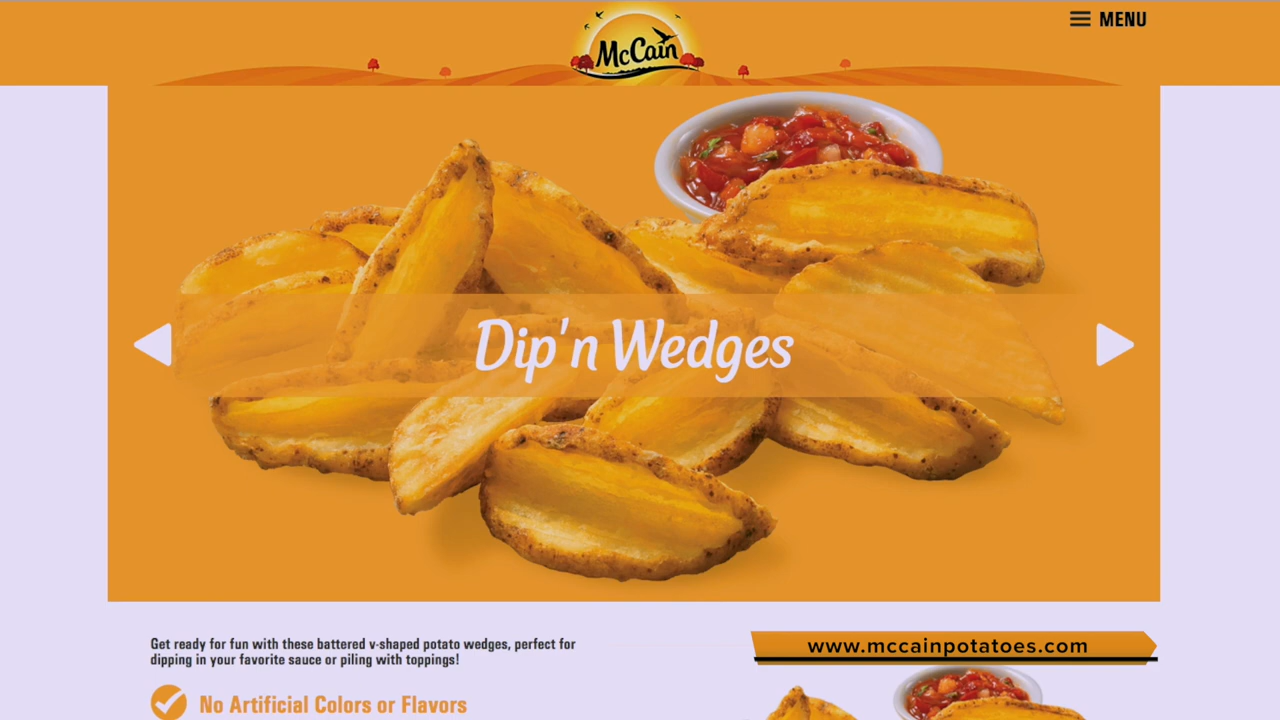 McCain
MENU
Dip'n Wedges
Get ready for fun with these battered v-shaped potato wedges, perfect for
dipping in your favorite sauce or piling with toppings!
www.mccainpotatoes.com
No Artificial Colors or Flavors